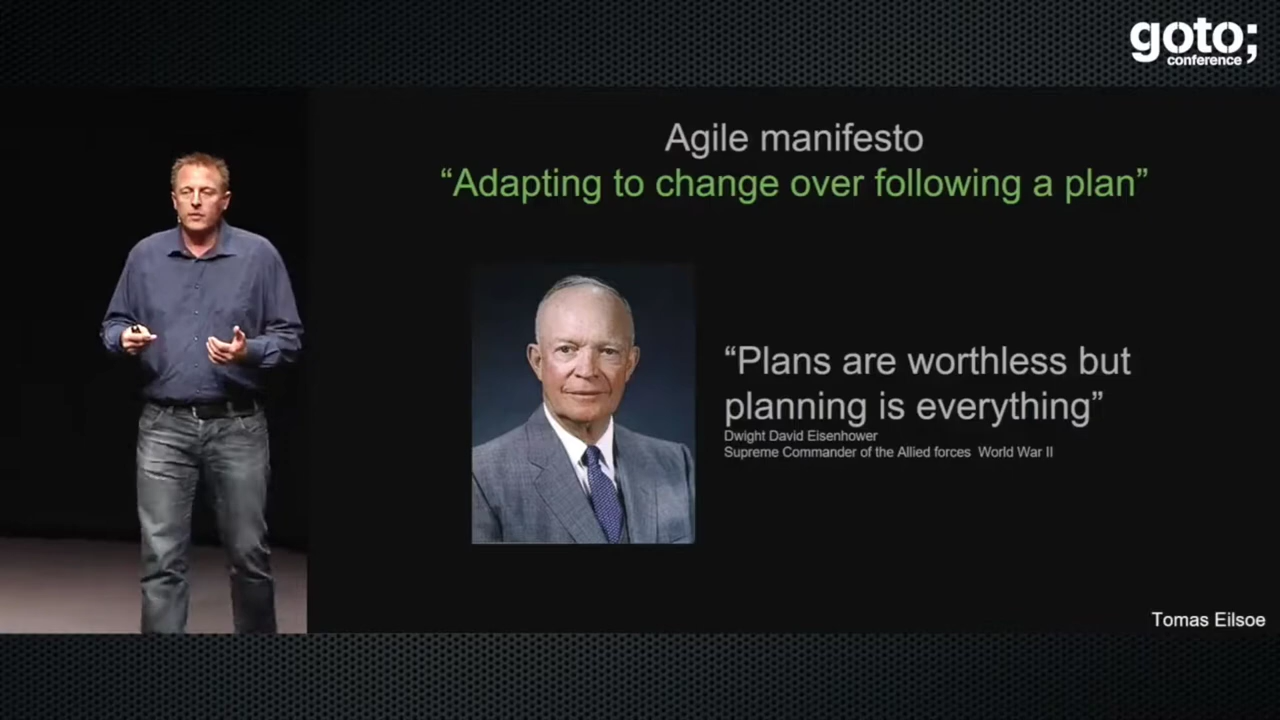 goto;
conference
Agile manifesto
“Adapting to change over following a plan”
“Plans are worthless but
planning is everything”
Dwight David Eisenhower
Supreme Commander of the Allied forces World War II
Tomas Eilsoe